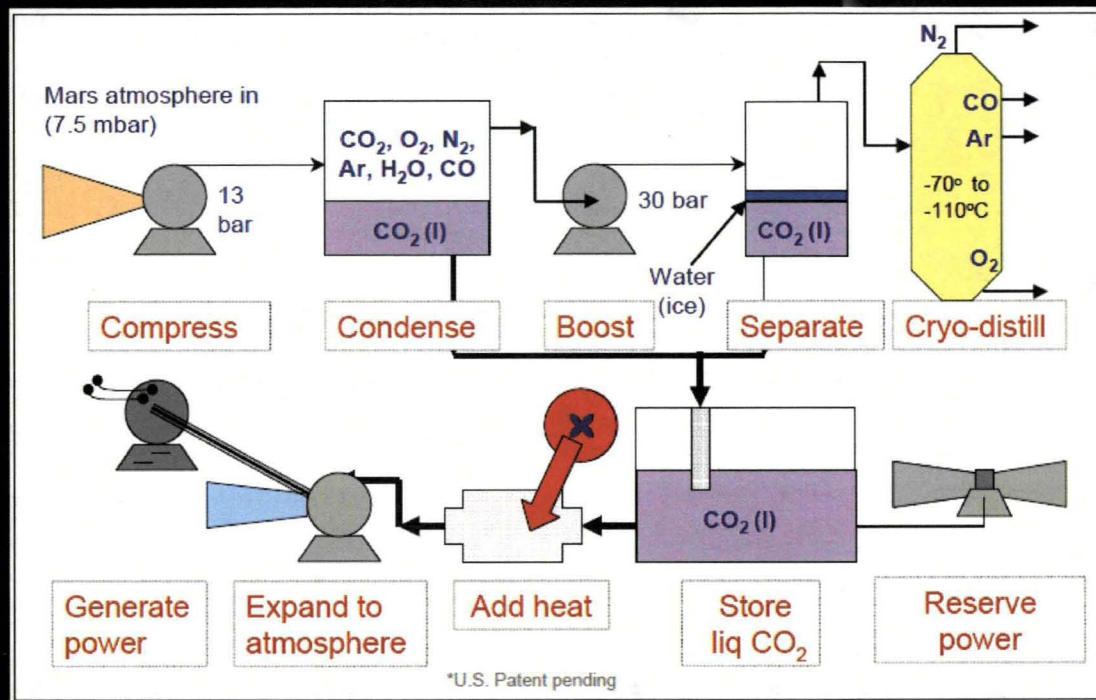 Mars atmosphere in
(7.5 mbar)
13
bar
CO₂, O₂, N₂,
Ar, H₂O, CO
CO₂ (l)
30 bar
Water
(ice)
CO₂ (l)
N₂
CO
Ar
-70° to
-110°C
O₂
Compress
Condense
Boost
Separate
Cryo-distill
CO₂ (l)
Generate
power
Expand to
atmosphere
Add heat
Store
liq CO₂
Reserve
power
*U.S. Patent pending